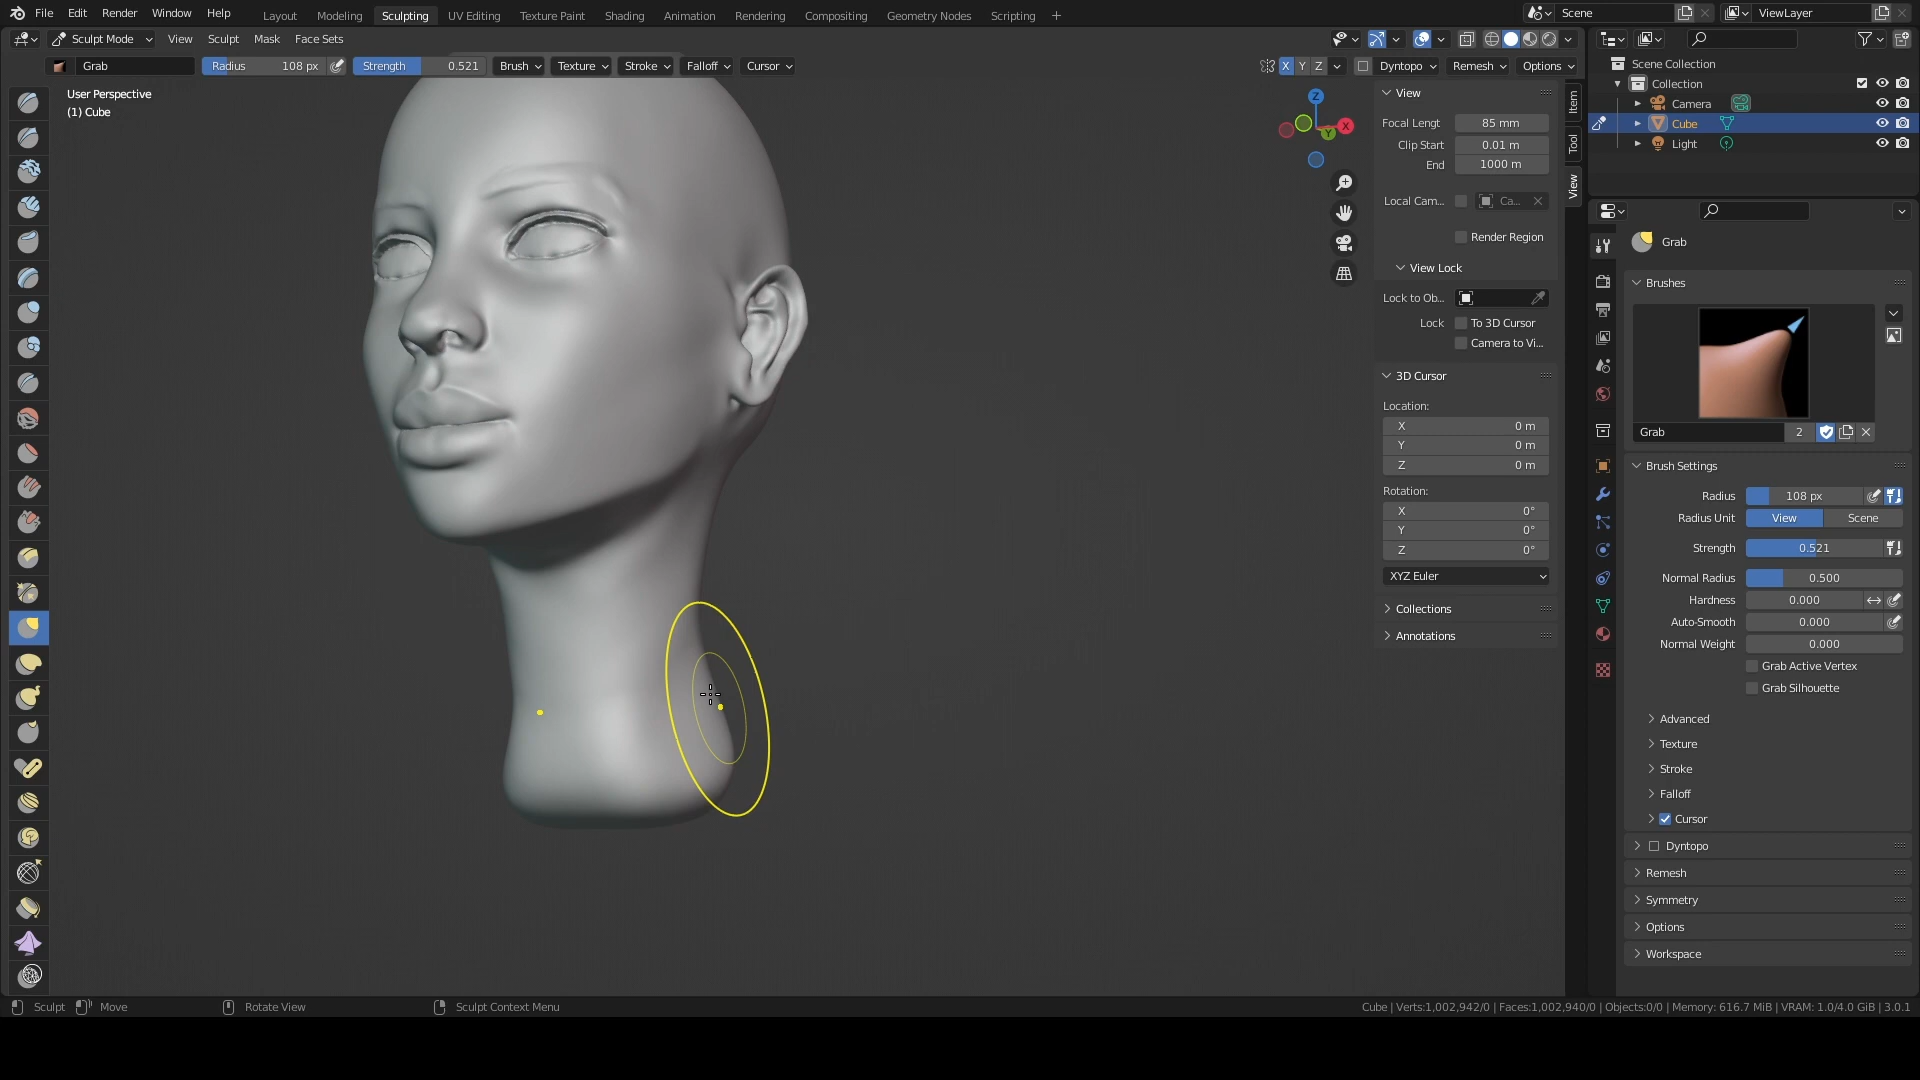 File Edit Render Window Help Layout Modeling Sculpting UV Editing Texture Paint Shading Animation Rendering Compositing Geometry Nodes Scripting + Scene ViewLayer
Sculpt Mode View Sculpt Mask Face Sets
Grab Radius 108 px Strength 0.521 Brush Texture Stroke Falloff Cursor X Y Z Dyntopo Remesh Options
User Perspective
(1) Cube
Z
X
Y
View
Focal Lengt 85 mm
Clip Start 0.01 m
End 1000 m
Local Cam... Ca...
Render Region
View Lock
Lock to Ob...
Lock To 3D Cursor
Camera to Vi...
3D Cursor
Location:
X 0 m
Y 0 m
Z 0 m
Rotation:
X 0°
Y 0°
Z 0°
XYZ Euler
Collections
Annotations
Item
Tool
View
Scene Collection
Collection
Camera
Cube
Light
Grab
Brushes
Grab 2
Brush Settings
Radius 108 px
Radius Unit View Scene
Strength 0.521
Normal Radius 0.500
Hardness 0.000
Auto-Smooth 0.000
Normal Weight 0.000
Grab Active Vertex
Grab Silhouette
Advanced
Texture
Stroke
Falloff
Cursor
Dyntopo
Remesh
Symmetry
Options
Workspace
Sculpt Move Rotate View Sculpt Context Menu Cube | Verts:1,002,942/0 | Faces:1,002,940/0 | Objects:0/0 | Memory: 616.7 MiB | VRAM: 1.0/4.0 GiB | 3.0.1